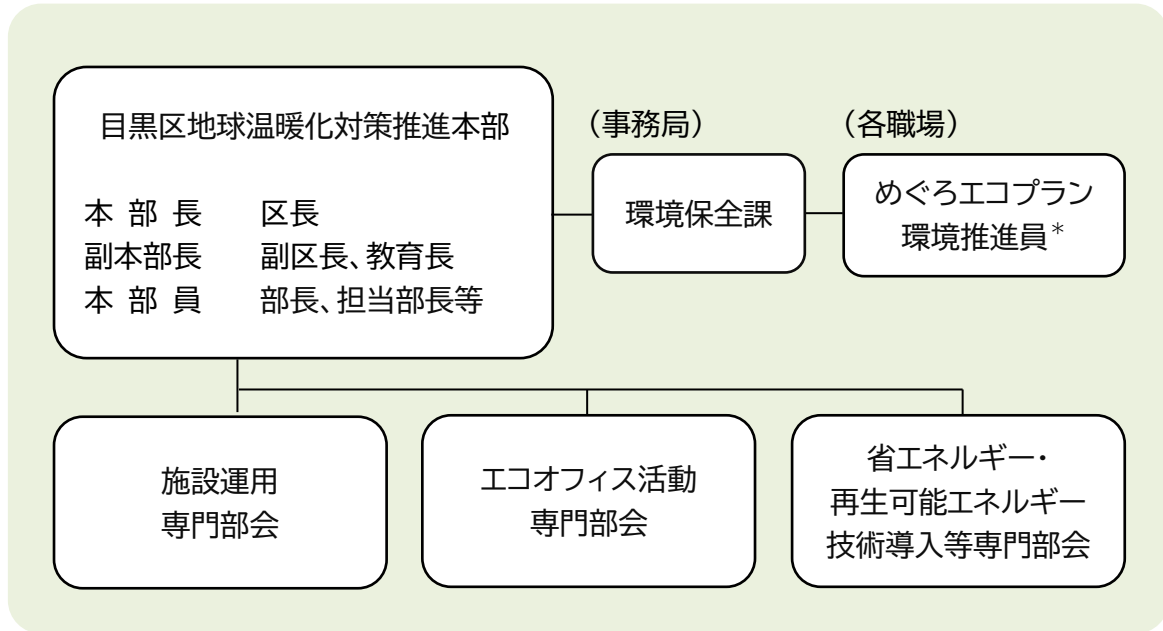 目黒区地球温暖化対策推進本部
本 部 長　区長
副本部長　副区長、教育長
本 部 員　部長、担当部長等
（事務局）
環境保全課
（各職場）
めぐろエコプラン
環境推進員＊
施設運用
専門部会
エコオフィス活動
専門部会
省エネルギー・
再生可能エネルギー
技術導入等専門部会